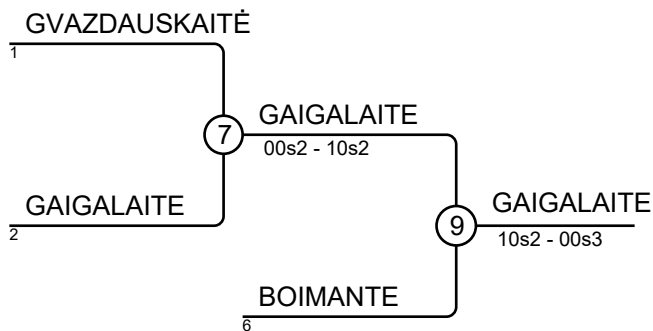 GVAZDAUSKAITĖ
1
7
GAIGALAITE
00s2 - 10s2
GAIGALAITE
2
9
GAIGALAITE
10s2 - 00s3
BOIMANTE
6